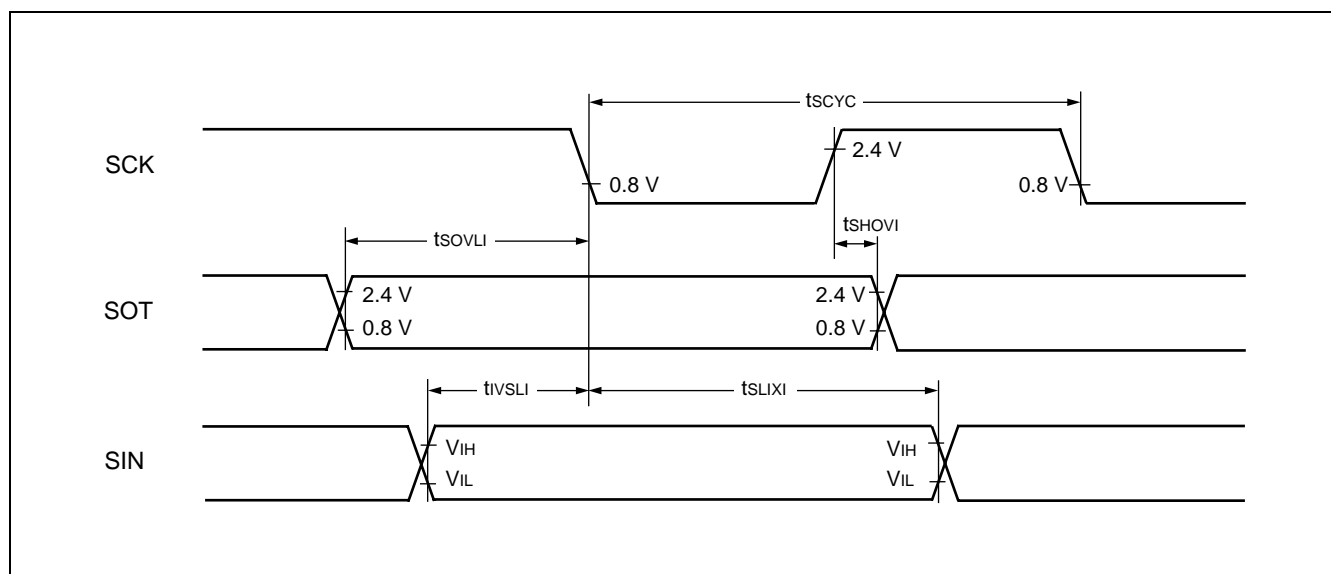 tSCYC
SCK
2.4 V
0.8 V
0.8 V
tSOVLI
tSHOVI
SOT
2.4 V
2.4 V
0.8 V
0.8 V
tIVSLI
tSLIXI
SIN
VIH
VIH
VIL
VIL